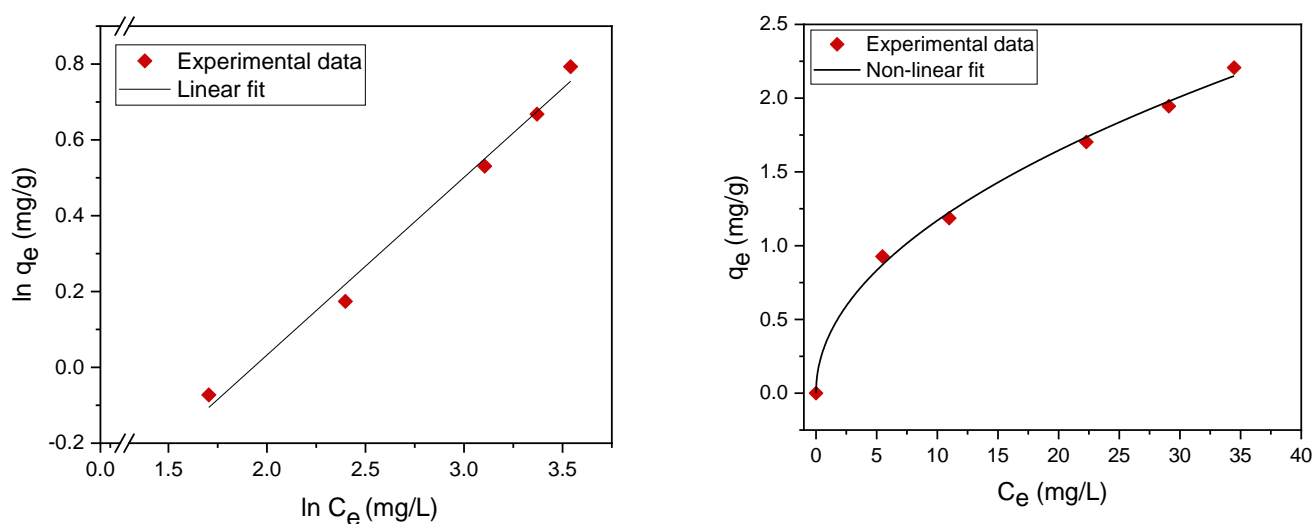 Experimental data
Linear fit
0.8
0.6
0.4
0.2
0.0
-0.2
ln qe (mg/g)
0.0 1.5 2.0 2.5 3.0 3.5
ln Ce (mg/L)
Experimental data
Non-linear fit
2.5
2.0
1.5
1.0
0.5
0.0
qe (mg/g)
0 5 10 15 20 25 30 35 40
Ce (mg/L)